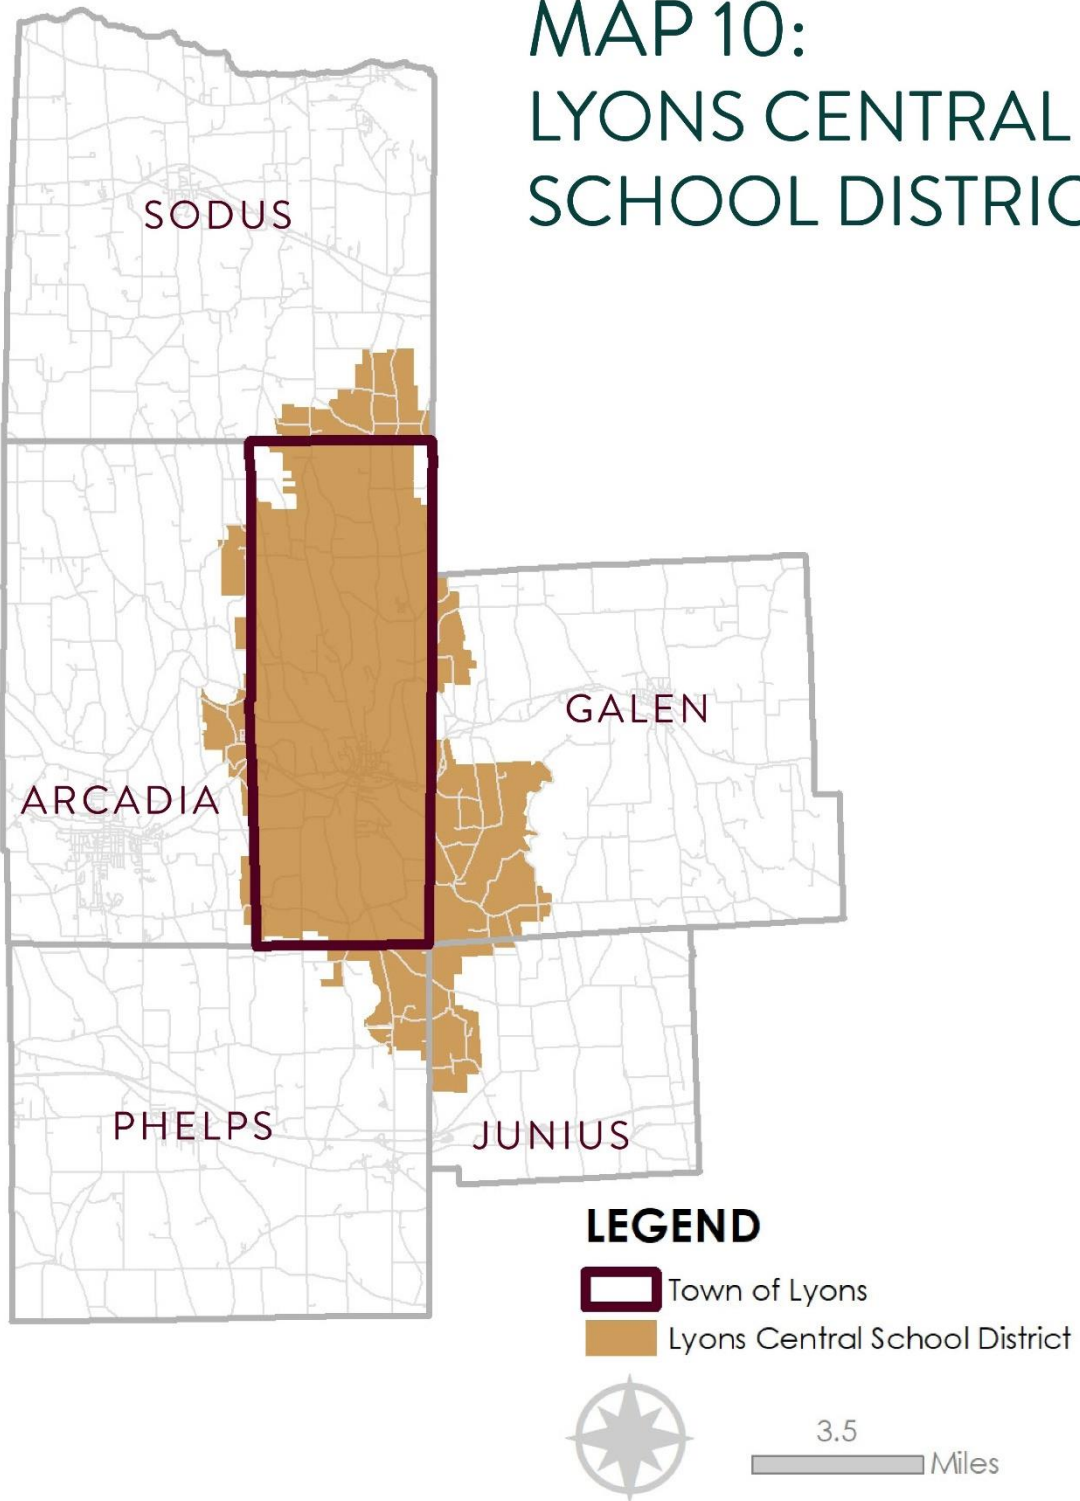 MAP 10:
LYONS CENTRAL
SCHOOL DISTRIC
SODUS
GALEN
ARCADIA
PHELPS
JUNIUS
LEGEND
Town of Lyons
Lyons Central School District
3.5
Miles